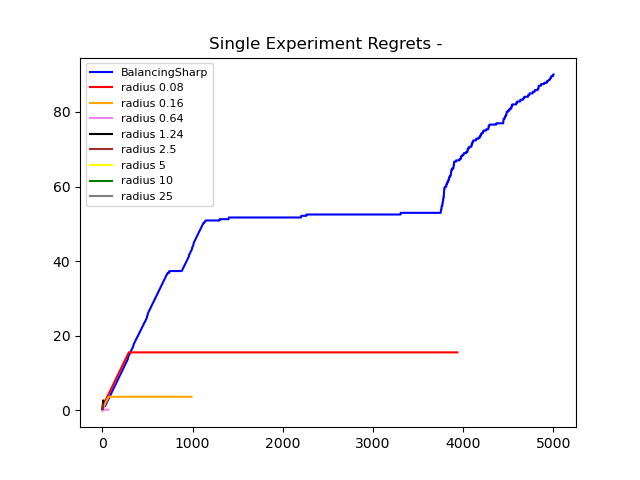 Single Experiment Regrets -
BalancingSharp
radius 0.08
radius 0.16
radius 0.64
radius 1.24
radius 2.5
radius 5
radius 10
radius 25
80
60
40
20
0
0 1000 2000 3000 4000 5000